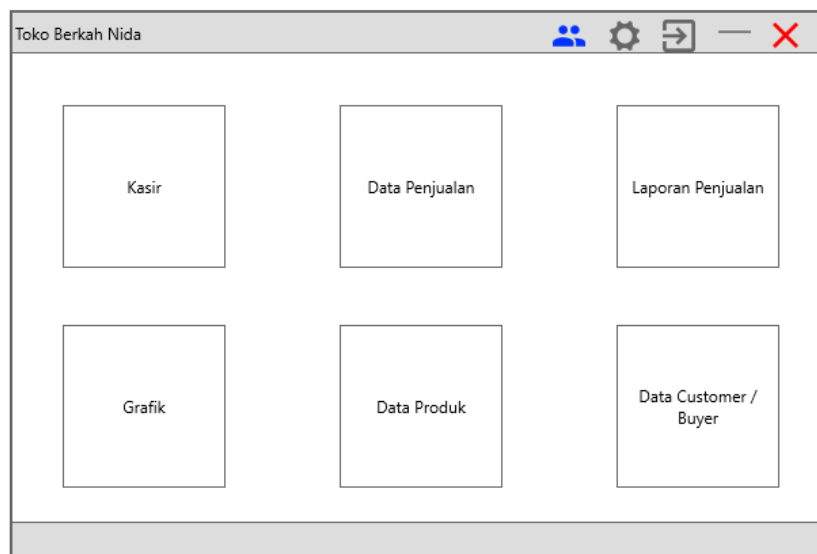 Toko Berkah Nida
Kasir
Data Penjualan
Laporan Penjualan
Grafik
Data Produk
Data Customer /
Buyer